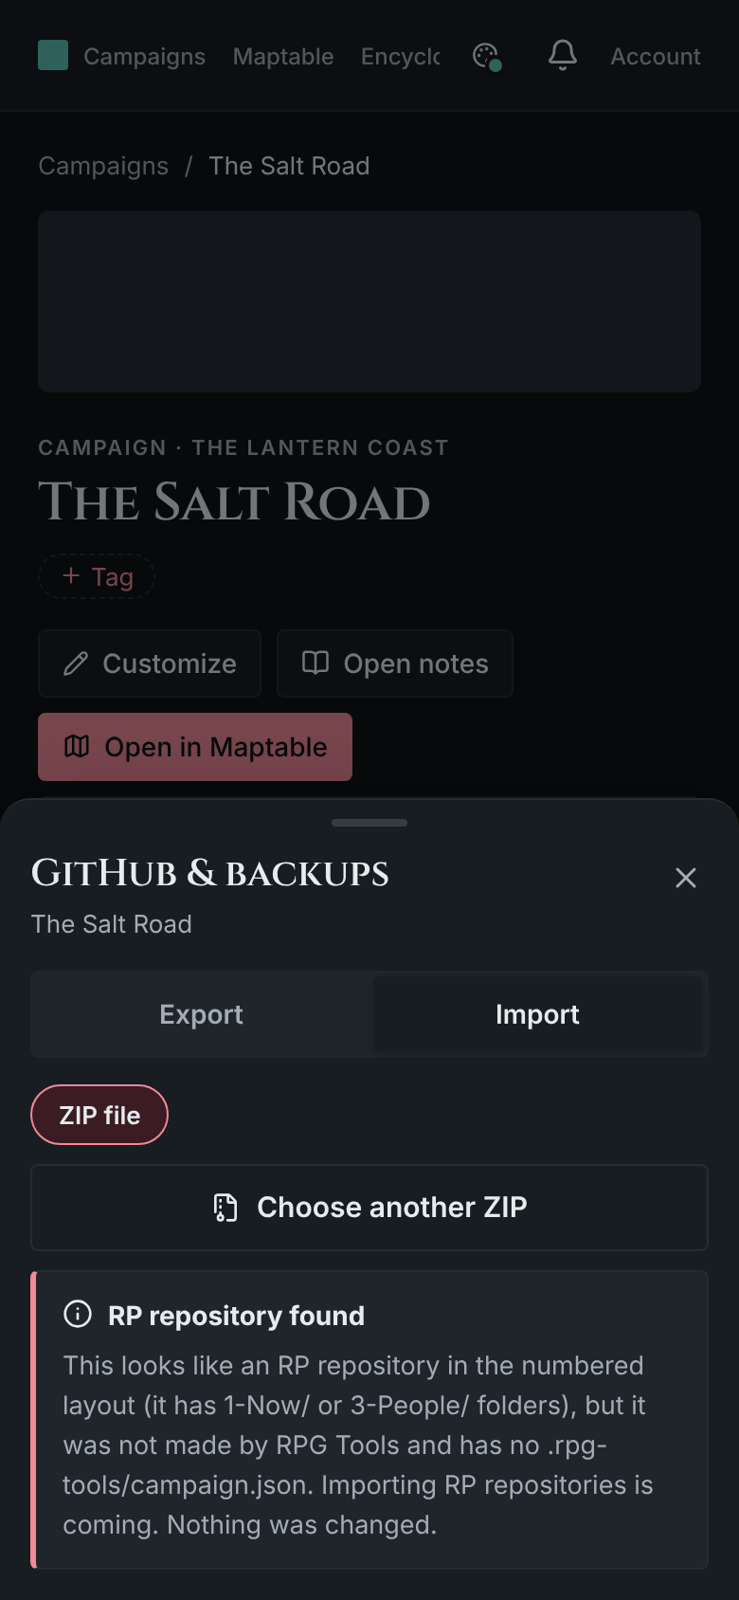 Campaigns Maptable Encyclc Account
Campaigns / The Salt Road
CAMPAIGN · THE LANTERN COAST
The Salt Road
+ Tag
Customize Open notes
Open in Maptable
GitHub & backups
The Salt Road
Export Import
ZIP file
Choose another ZIP
RP repository found
This looks like an RP repository in the numbered
layout (it has 1-Now/ or 3-People/ folders), but it
was not made by RPG Tools and has no .rpg-
tools/campaign.json. Importing RP repositories is
coming. Nothing was changed.